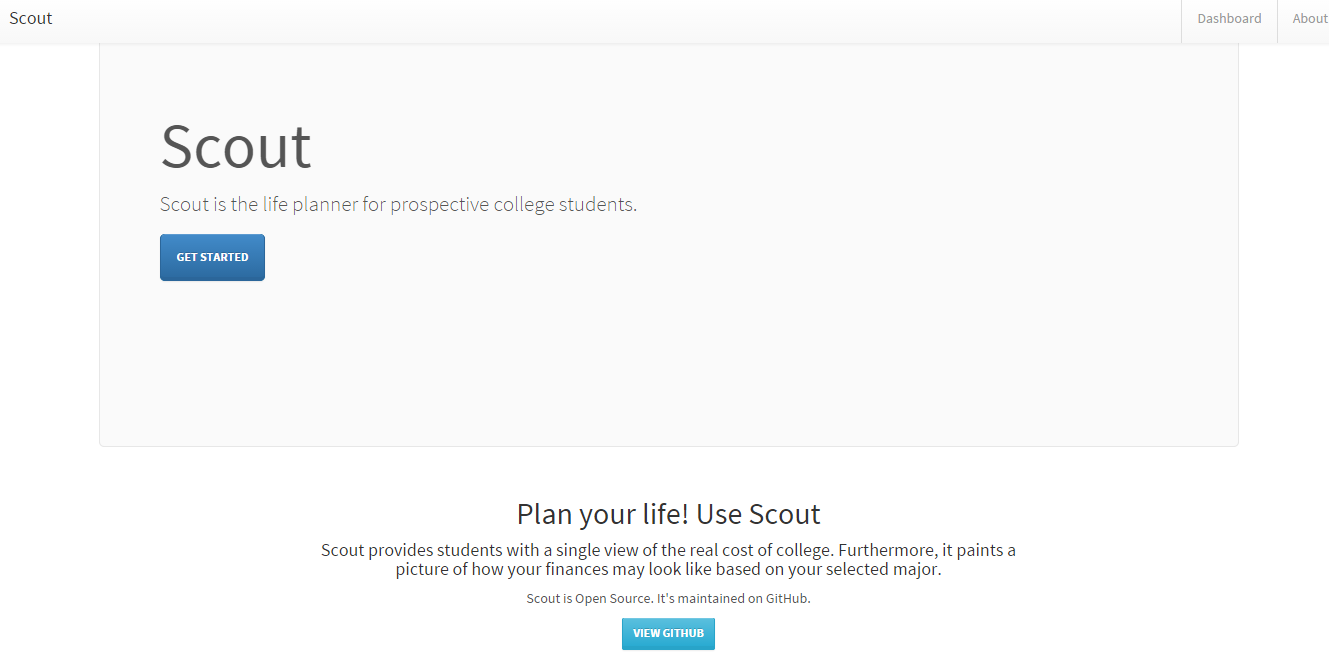 Scout
Dashboard
About
Scout
Scout is the life planner for prospective college students.
GET STARTED
Plan your life! Use Scout
Scout provides students with a single view of the real cost of college. Furthermore, it paints a
picture of how your finances may look like based on your selected major.
Scout is Open Source. It's maintained on GitHub.
VIEW GITHUB